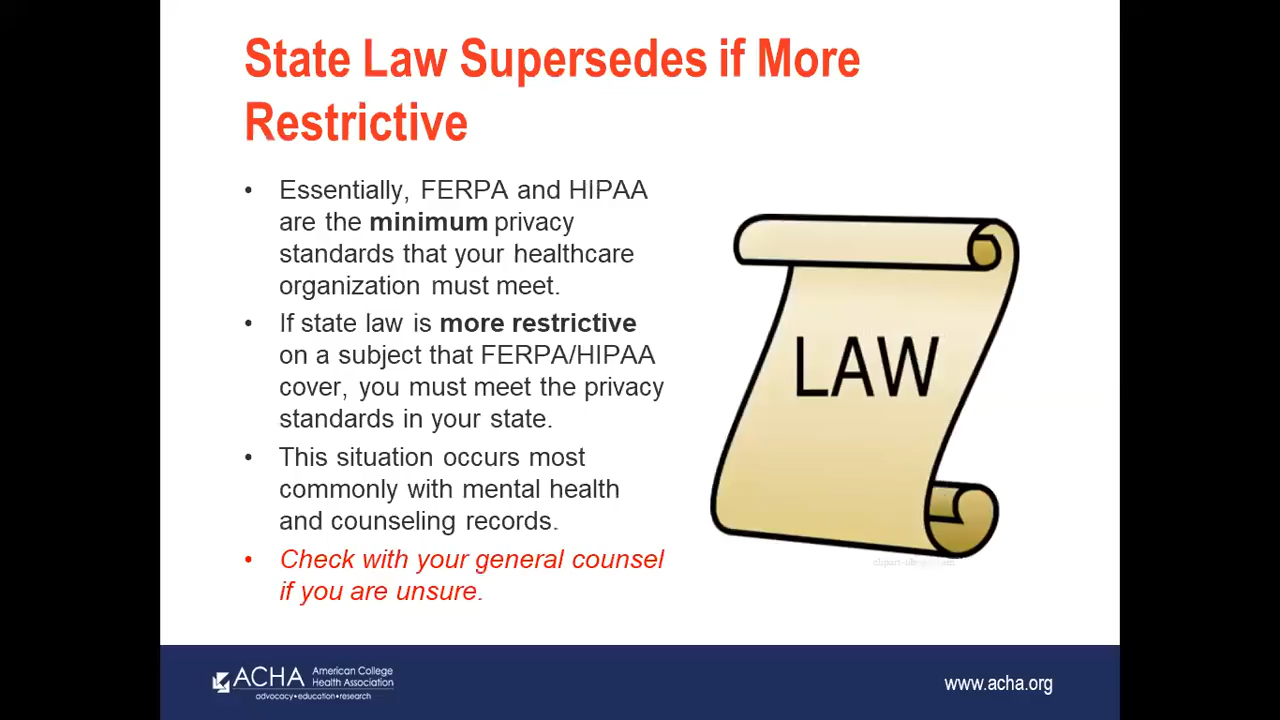 State Law Supersedes if More
Restrictive
• Essentially, FERPA and HIPAA
are the minimum privacy
standards that your healthcare
organization must meet.
• If state law is more restrictive
on a subject that FERPA/HIPAA
cover, you must meet the privacy
standards in your state.
• This situation occurs most
commonly with mental health
and counseling records.
• Check with your general counsel
if you are unsure.
LAW
ACHA
American College
Health Association
advocacy•education•research
www.acha.org